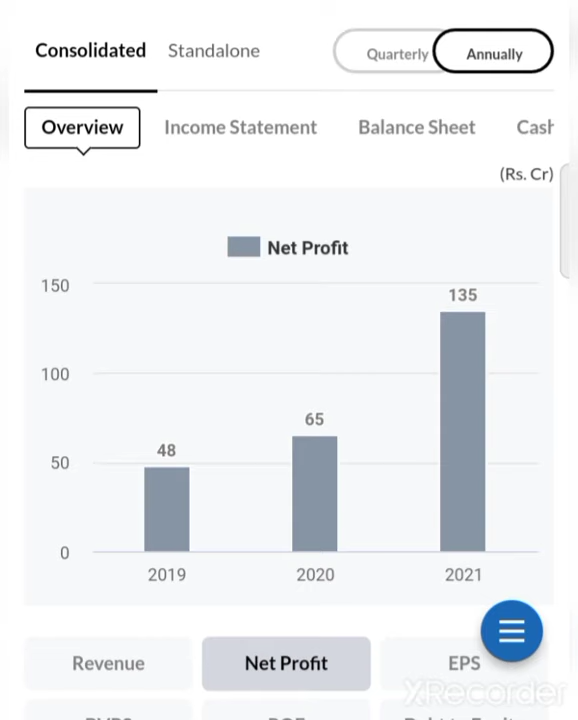 Consolidated Standalone Quarterly Annually
Overview Income Statement Balance Sheet Cash
(Rs. Cr)
Net Profit
150
135
100
65
48
50
0
2019 2020 2021
Revenue Net Profit EPS
XRecorder